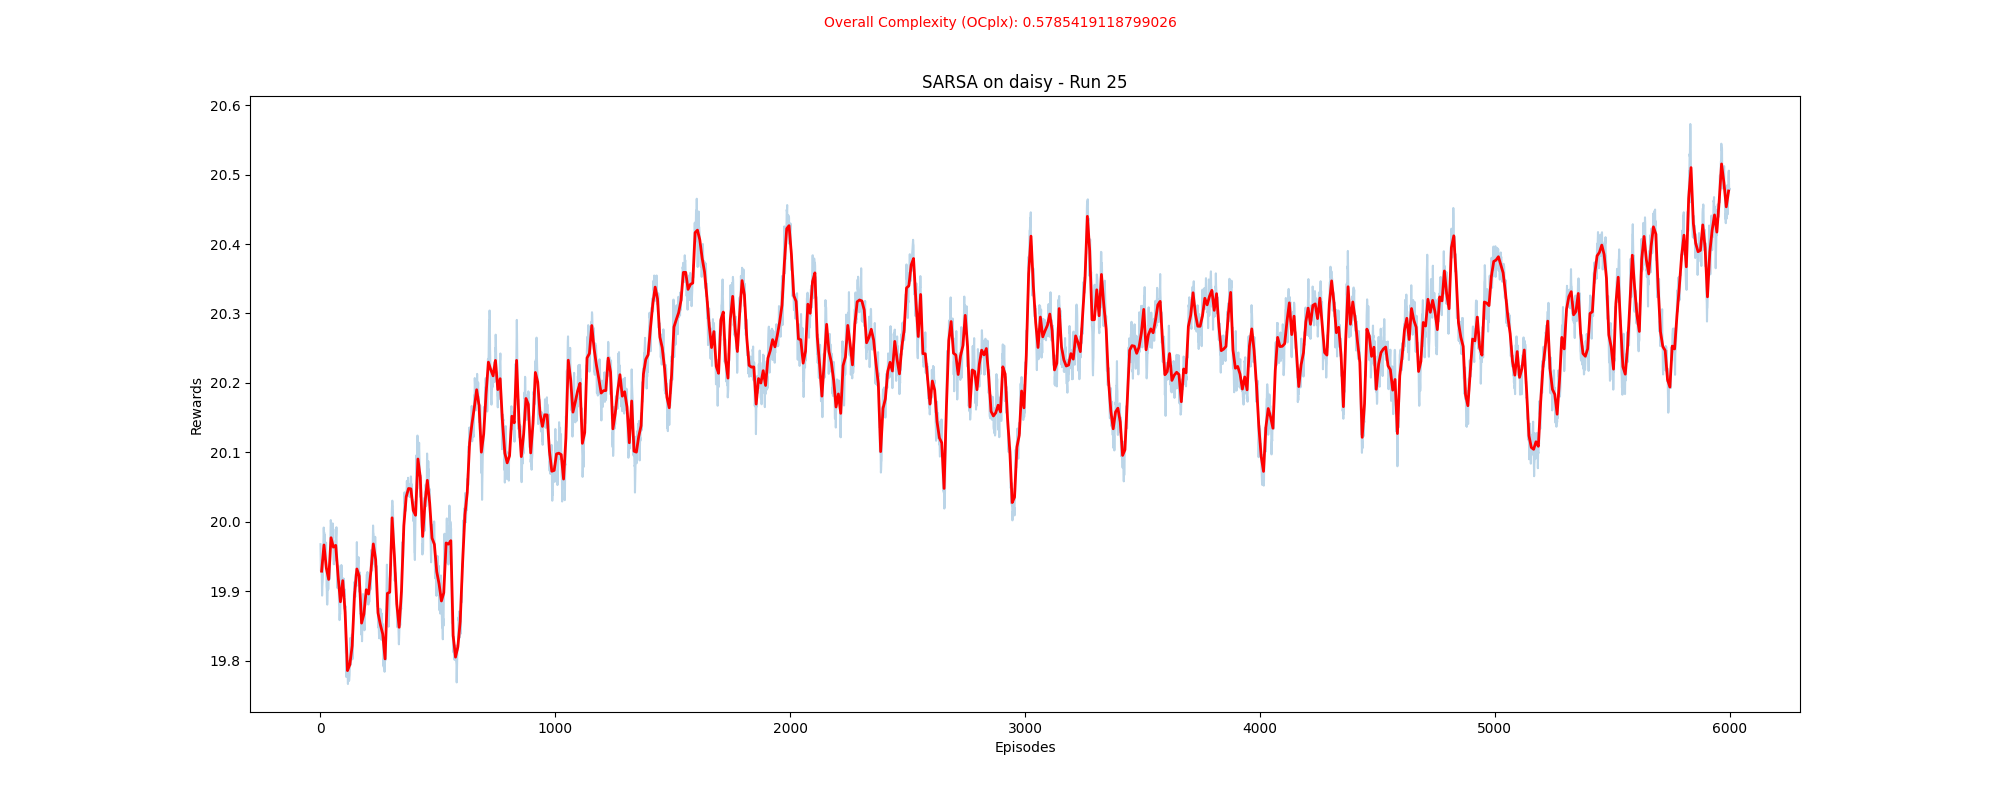 Overall Complexity (OCplx): 0.5785419118799026
SARSA on daisy - Run 25
20.6
20.5
20.4
20.3
20.2
20.1
20.0
19.9
19.8
Rewards
0 1000 2000 3000 4000 5000 6000
Episodes